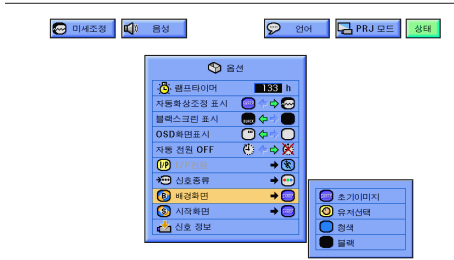 미세조정
음성
언어
PRJ 모드
상태
옵션
램프타이머 133 h
자동화상조정 표시
블랙스크린 표시
OSD화면표시
자동 전원 OFF
I/P
신호종류
배경화면
시작화면
신호 정보
초기이미지
유저선택
청색
블랙